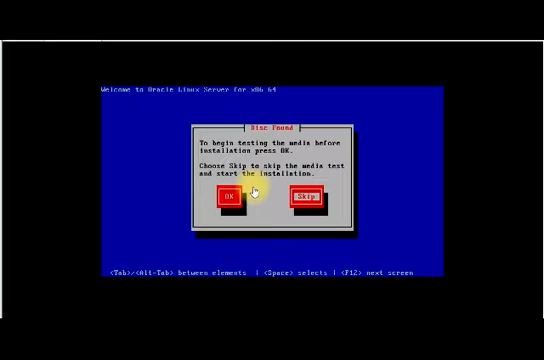 Welcome to Oracle Linux Server for x86_64
Disc Found
To begin testing the media before
installation press OK.
Choose Skip to skip the media test
and start the installation.
OK
Skip
<Tab>/<Alt-Tab> between elements | <Space> selects | <F12> next screen